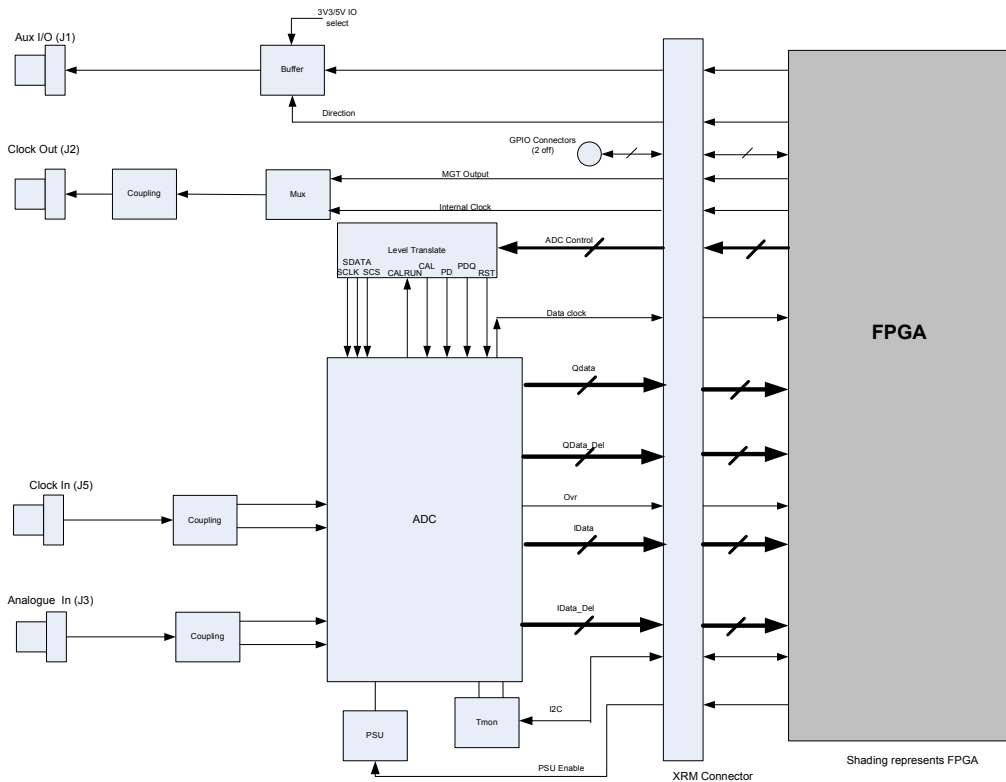 3V3/5V IO
select
Aux I/O (J1)
Buffer
Direction
GPIO Connectors
(2 off)
Clock Out (J2)
MGT Output
Coupling
Mux
Internal Clock
ADC Control
Level Translate
SDATA
SCLK SCS CALRUN CAL PD PDQ RST
Data clock
FPGA
Qdata
QData_Del
Clock In (J5)
Ovr
Coupling
ADC
IData
Analogue In (J3)
IData_Del
Coupling
I2C
PSU
Tmon
PSU Enable
Shading represents FPGA
XRM Connector